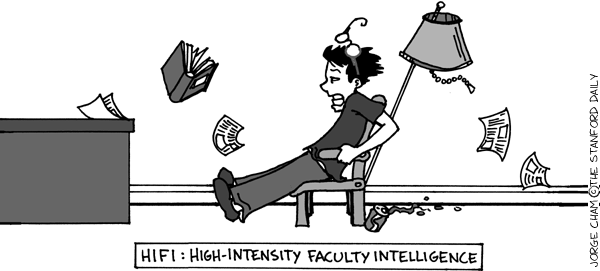 HIFI: HIGH-INTENSITY FACULTY INTELLIGENCE
JORGE CHAM ©THE STANFORD DAILY